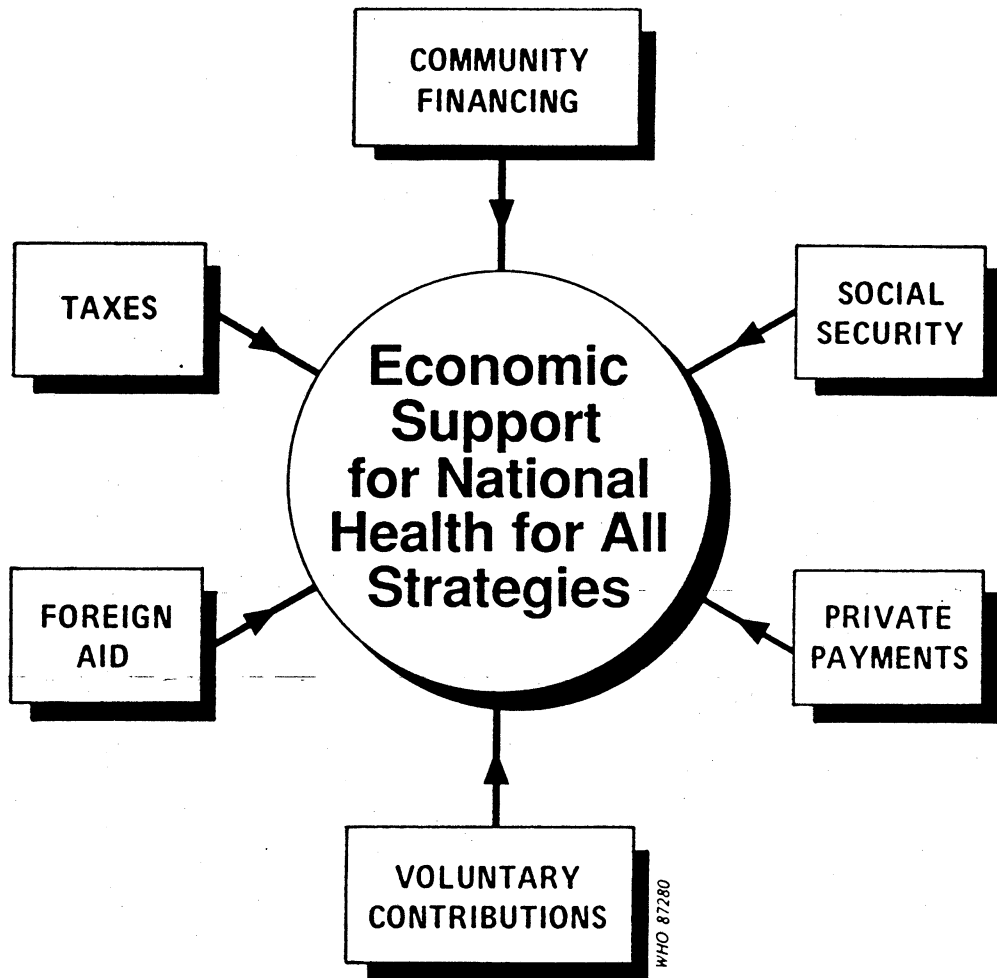 COMMUNITY
FINANCING
TAXES
SOCIAL
SECURITY
Economic
Support
for National
Health for All
Strategies
FOREIGN
AID
PRIVATE
PAYMENTS
VOLUNTARY
CONTRIBUTIONS
WHO 87280